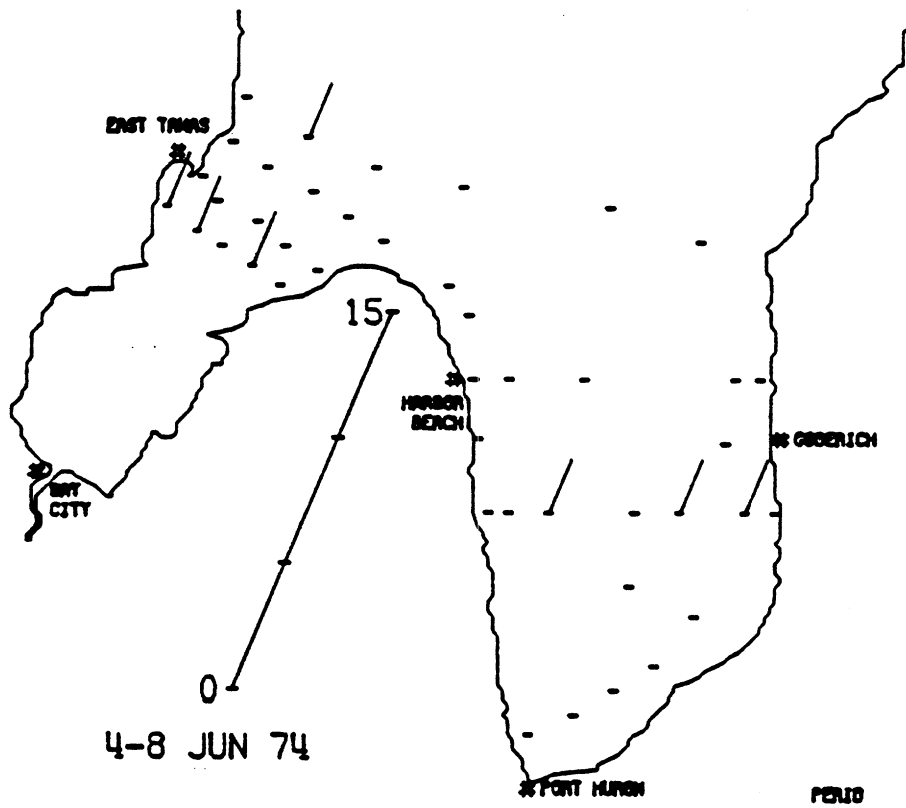 EAST TAWAS
15
HARBOR
BEACH
GODERICH
BAY
CITY
0
4-8 JUN 74
PORT HURON
PERIO